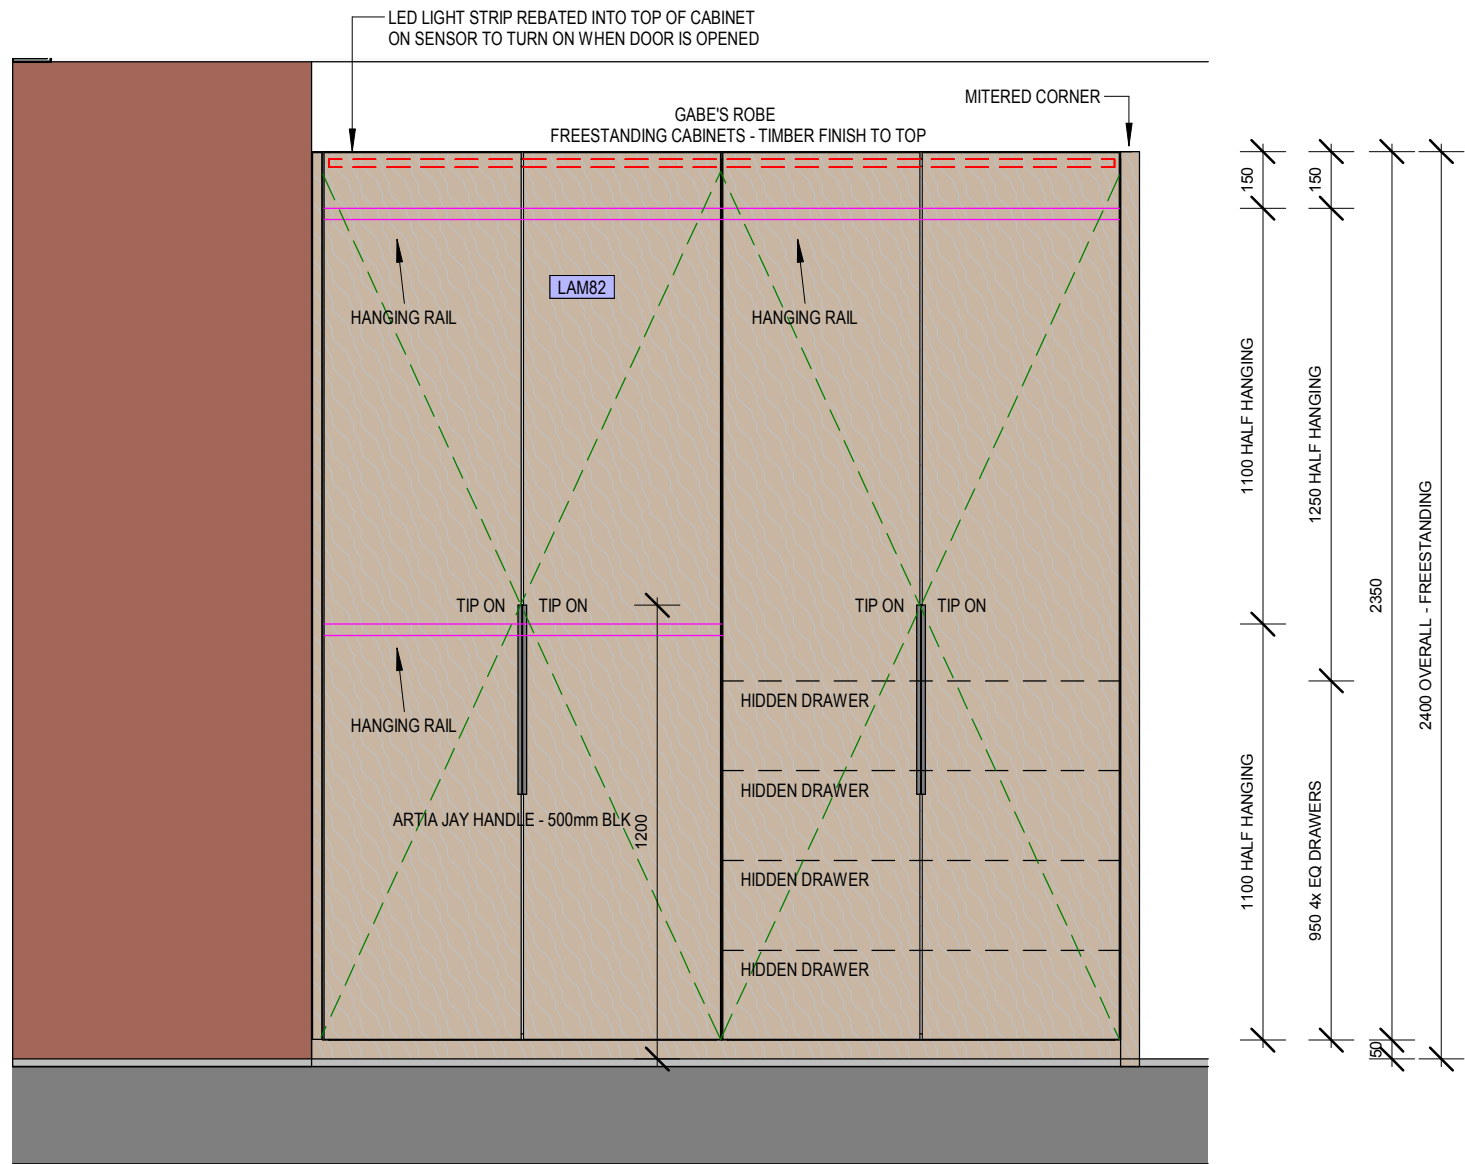 LED LIGHT STRIP REBATED INTO TOP OF CABINET
ON SENSOR TO TURN ON WHEN DOOR IS OPENED
MITERED CORNER
GABE'S ROBE
FREESTANDING CABINETS - TIMBER FINISH TO TOP
LAM82
HANGING RAIL
HANGING RAIL
TIP ON
TIP ON
TIP ON
TIP ON
HANGING RAIL
HIDDEN DRAWER
HIDDEN DRAWER
ARTIA JAY HANDLE - 500mm BLK
1200
HIDDEN DRAWER
HIDDEN DRAWER
150
1100 HALF HANGING
1100 HALF HANGING
150
1250 HALF HANGING
950 4x EQ DRAWERS
2350
50
2400 OVERALL - FREESTANDING